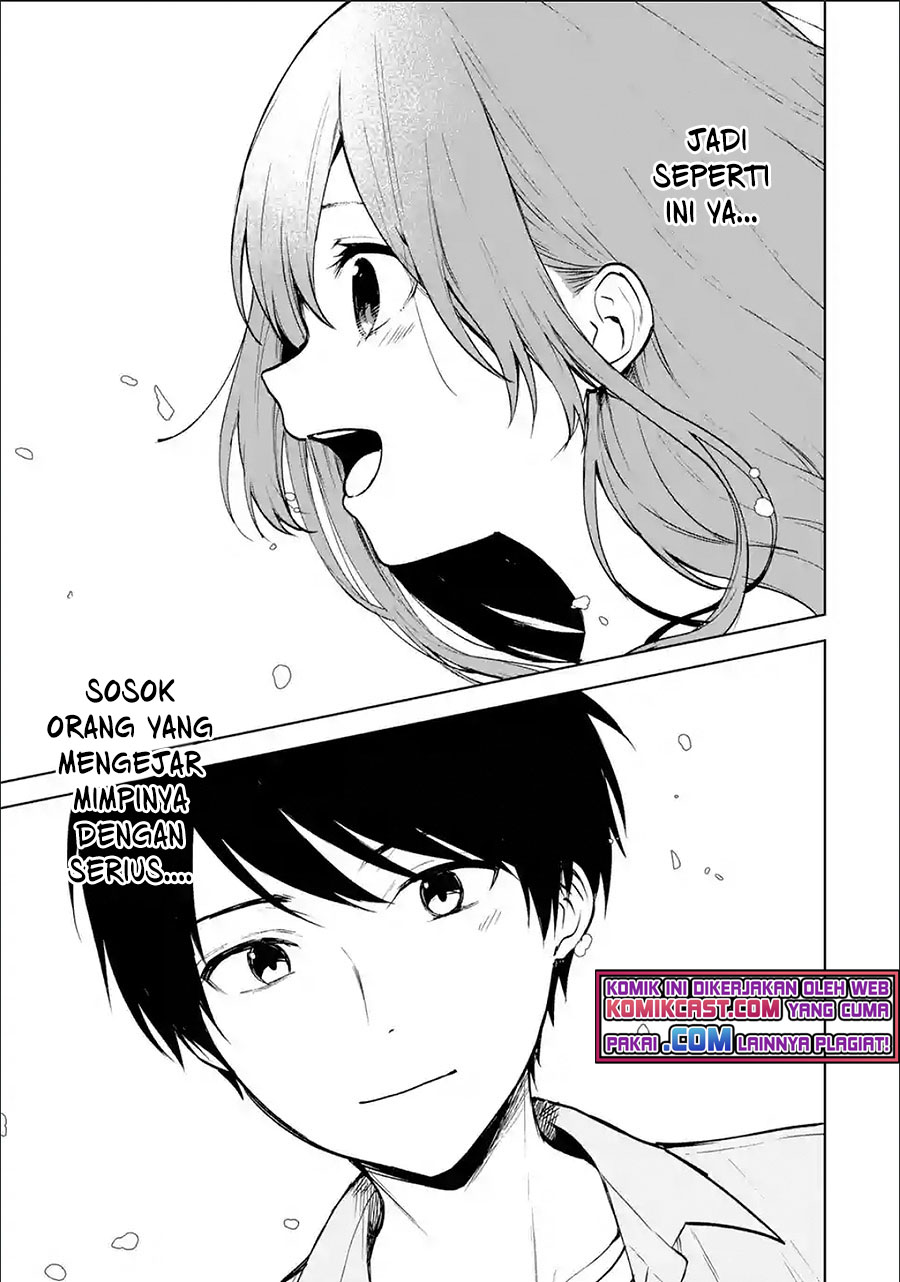 JADI
SEPERTI
INI YA...
SOSOK
ORANG YANG
MENGEJAR
MIMPINYA
DENGAN
SERIUS.....
KOMIK INI DIKERJAKAN OLEH WEB
KOMIKCAST.COM YANG CUMA
PAKAI .COM LAINNYA PLAGIAT!